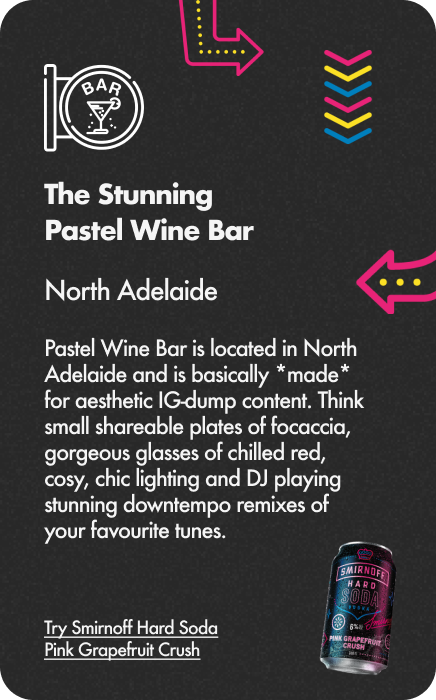 BAR
The Stunning
Pastel Wine Bar
North Adelaide
Pastel Wine Bar is located in North
Adelaide and is basically *made*
for aesthetic IG-dump content. Think
small shareable plates of focaccia,
gorgeous glasses of chilled red,
cosy, chic lighting and DJ playing
stunning downtempo remixes of
your favourite tunes.
SMIRNOFF
HARD
SODA
VODKA
6%
PINK GRAPEFRUIT
CRUSH
Try Smirnoff Hard Soda
Pink Grapefruit Crush